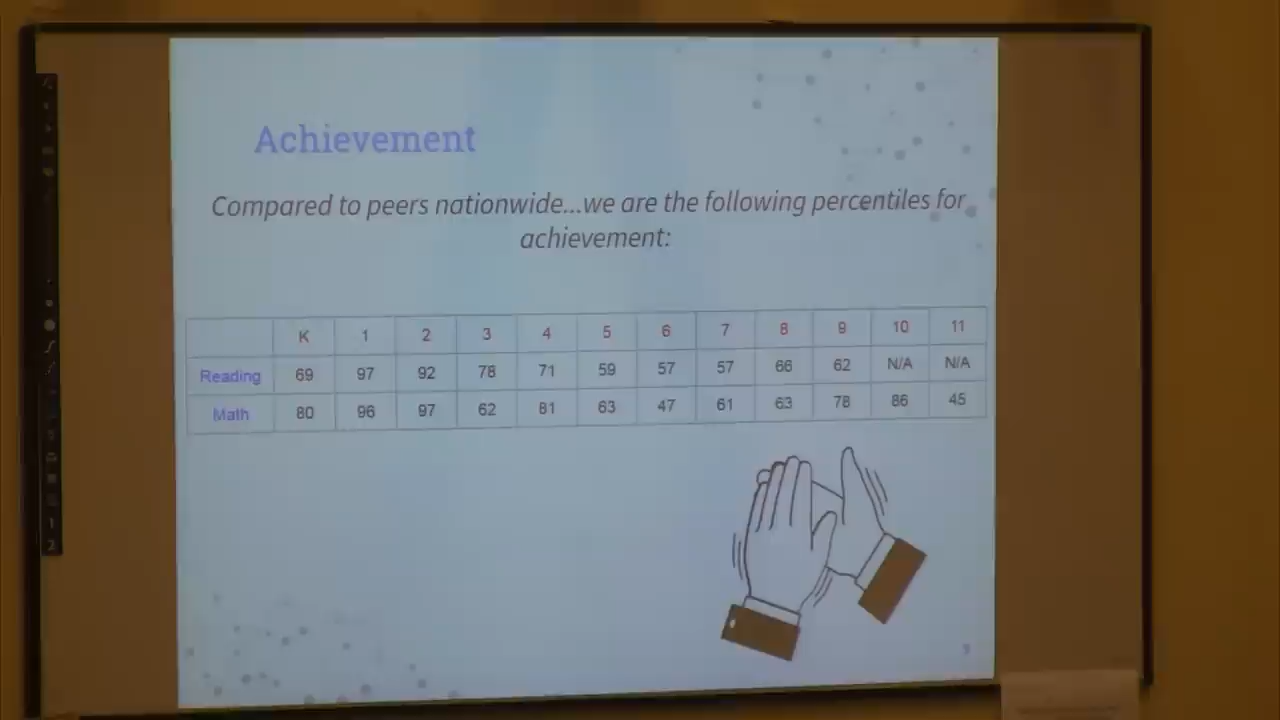 Achievement
Compared to peers nationwide...we are the following percentiles for
achievement:
K 1 2 3 4 5 6 7 8 9 10 11
Reading 69 97 92 78 71 59 57 57 66 62 N/A N/A
Math 80 96 97 62 81 63 47 61 63 78 86 45
1
2